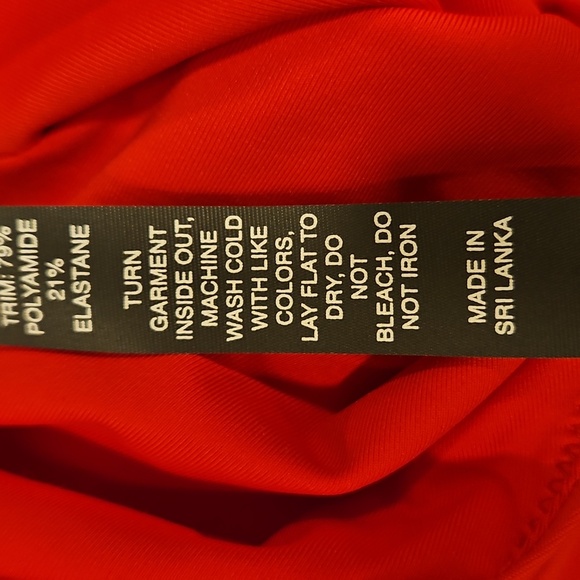 TRIM: 79%
POLYAMIDE
21%
ELASTANE
TURN
GARMENT
INSIDE OUT,
MACHINE
WASH COLD
WITH LIKE
COLORS,
LAY FLAT TO
DRY, DO
NOT
BLEACH, DO
NOT IRON
MADE IN
SRI LANKA